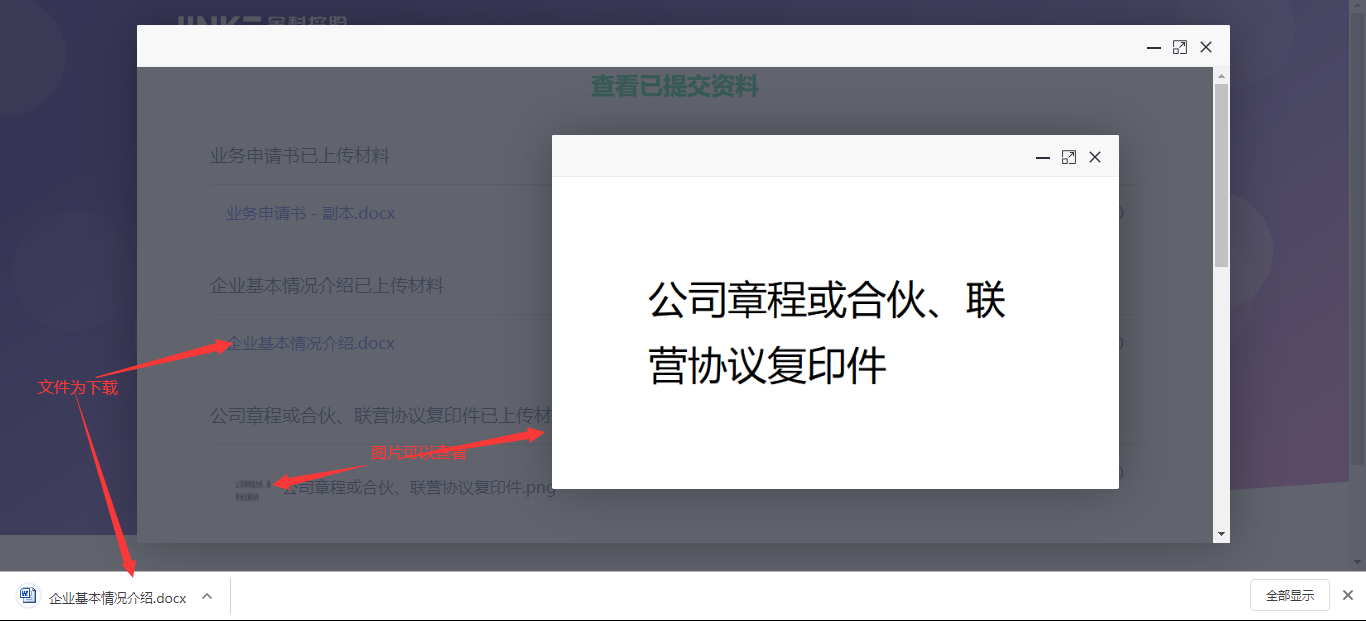 JINKE 金科控股
查看已提交资料
业务申请书已上传材料
业务申请书 - 副本.docx
企业基本情况介绍已上传材料
企业基本情况介绍.docx
文件为下载
公司章程或合伙、联营协议复印件已上传材
图片可以查看
公司章程或合伙、联营协议复印件.png
公司章程或合伙、联
营协议复印件
企业基本情况介绍.docx
全部显示